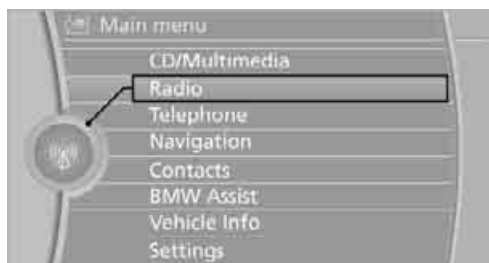 Main menu
CD/Multimedia
Radio
Telephone
Navigation
Contacts
BMW Assist
Vehicle Info
Settings